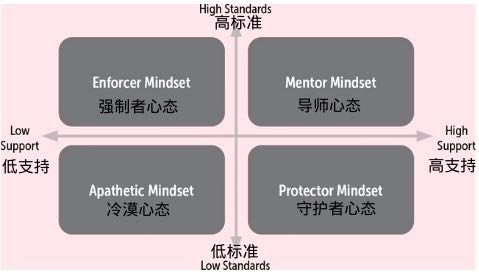 High Standards
高标准
Enforcer Mindset
强制者心态
Mentor Mindset
导师心态
Low
Support
低支持
High
Support
高支持
Apathetic Mindset
冷漠心态
Protector Mindset
守护者心态
低标准
Low Standards